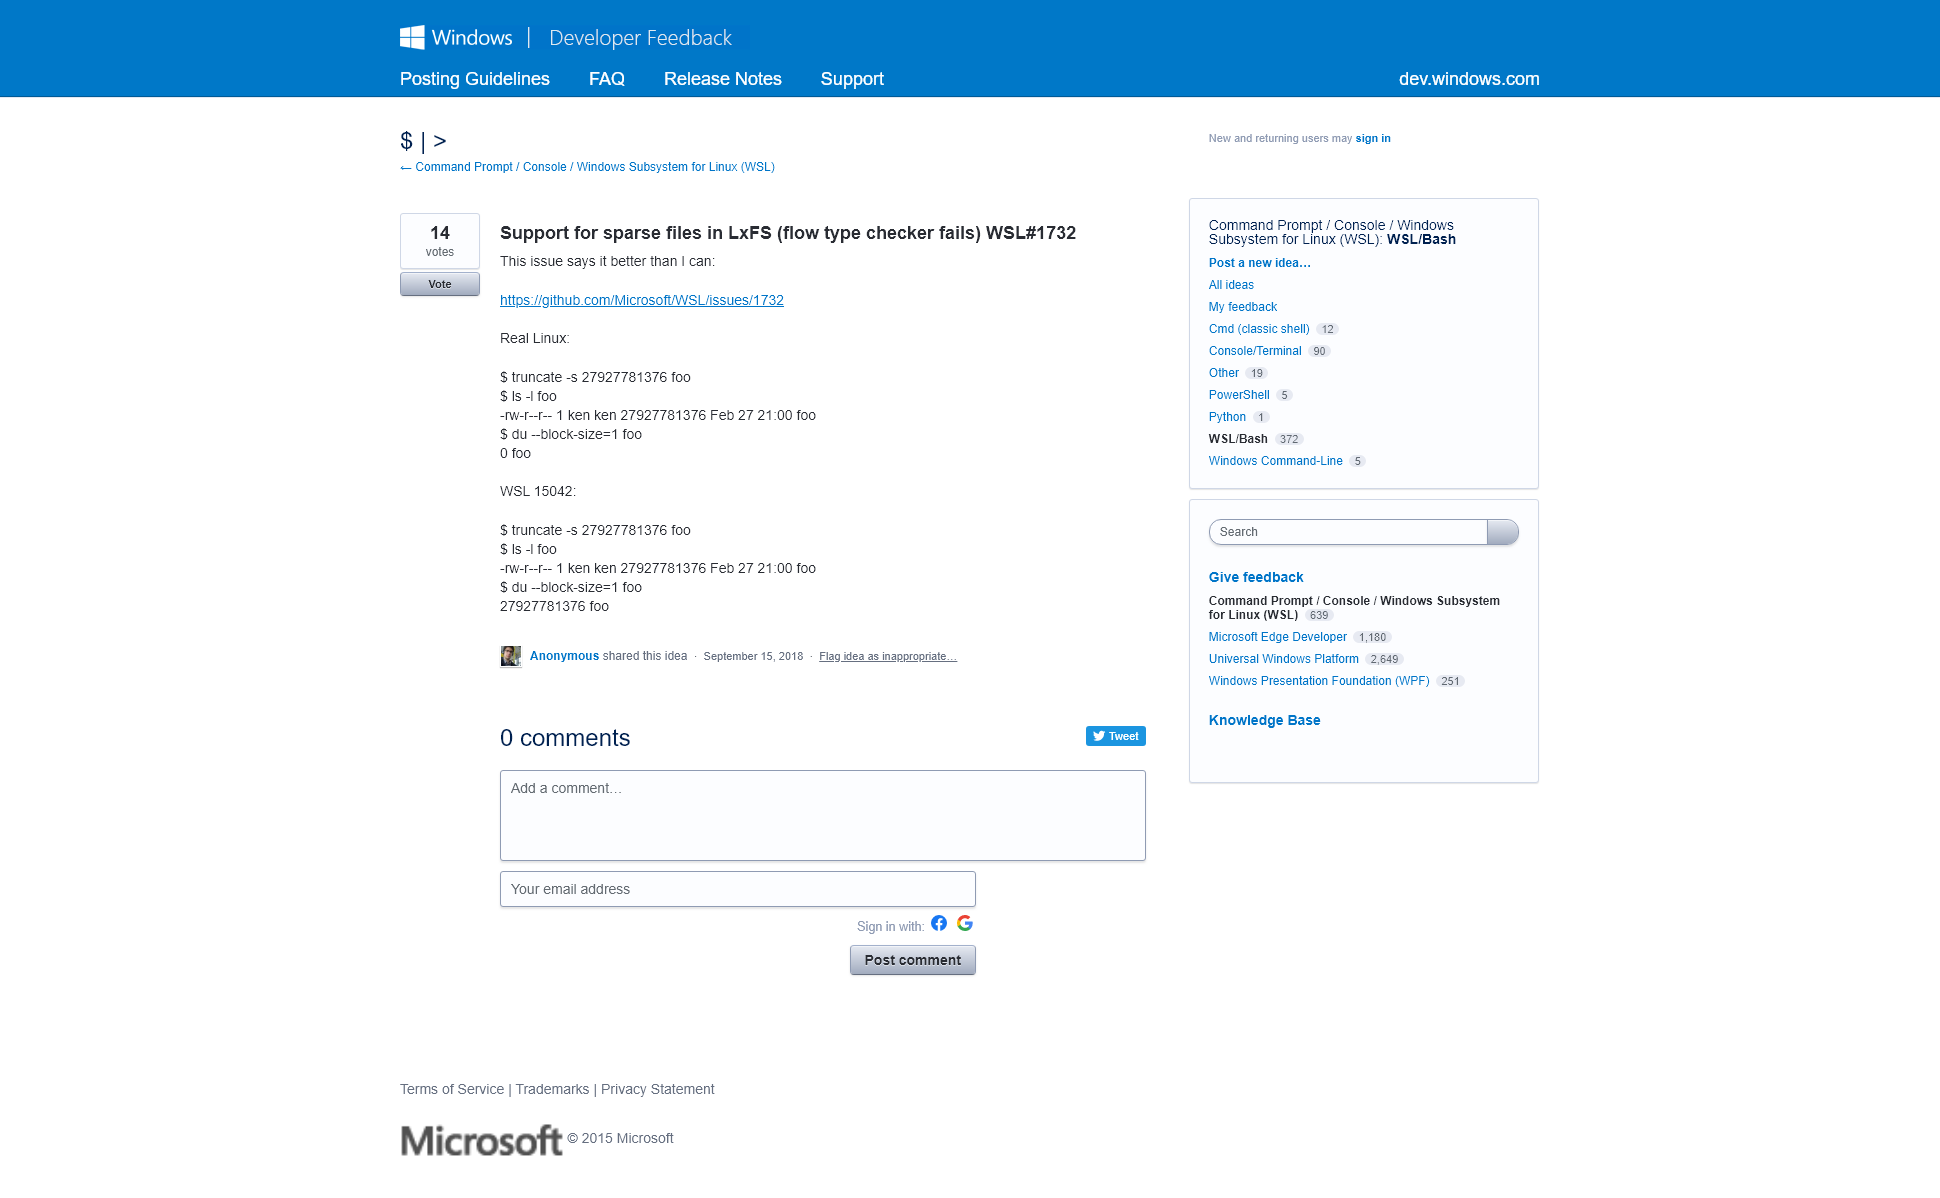 Windows | Developer Feedback
Posting Guidelines FAQ Release Notes Support dev.windows.com
$ | >
← Command Prompt / Console / Windows Subsystem for Linux (WSL)
New and returning users may sign in
14
votes
Vote
Support for sparse files in LxFS (flow type checker fails) WSL#1732
This issue says it better than I can:
https://github.com/Microsoft/WSL/issues/1732
Real Linux:
$ truncate -s 27927781376 foo
$ ls -l foo
-rw-r--r-- 1 ken ken 27927781376 Feb 27 21:00 foo
$ du --block-size=1 foo
0 foo
WSL 15042:
$ truncate -s 27927781376 foo
$ ls -l foo
-rw-r--r-- 1 ken ken 27927781376 Feb 27 21:00 foo
$ du --block-size=1 foo
27927781376 foo
Anonymous shared this idea · September 15, 2018 · Flag idea as inappropriate…
0 comments
Tweet
Add a comment…
Your email address
Sign in with:
Post comment
Command Prompt / Console / Windows
Subsystem for Linux (WSL): WSL/Bash
Post a new idea…
All ideas
My feedback
Cmd (classic shell) 12
Console/Terminal 90
Other 19
PowerShell 5
Python 1
WSL/Bash 372
Windows Command-Line 5
Search
Give feedback
Command Prompt / Console / Windows Subsystem
for Linux (WSL) 639
Microsoft Edge Developer 1,180
Universal Windows Platform 2,649
Windows Presentation Foundation (WPF) 251
Knowledge Base
Terms of Service | Trademarks | Privacy Statement
Microsoft © 2015 Microsoft